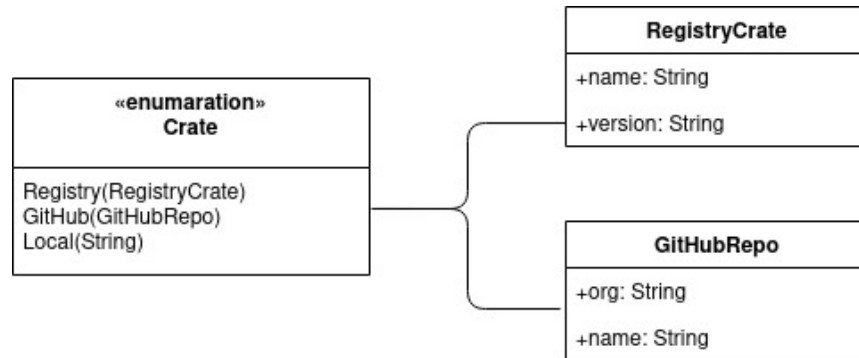 «enumaration»
Crate
Registry(RegistryCrate)
GitHub(GitHubRepo)
Local(String)
RegistryCrate
+name: String
+version: String
GitHubRepo
+org: String
+name: String